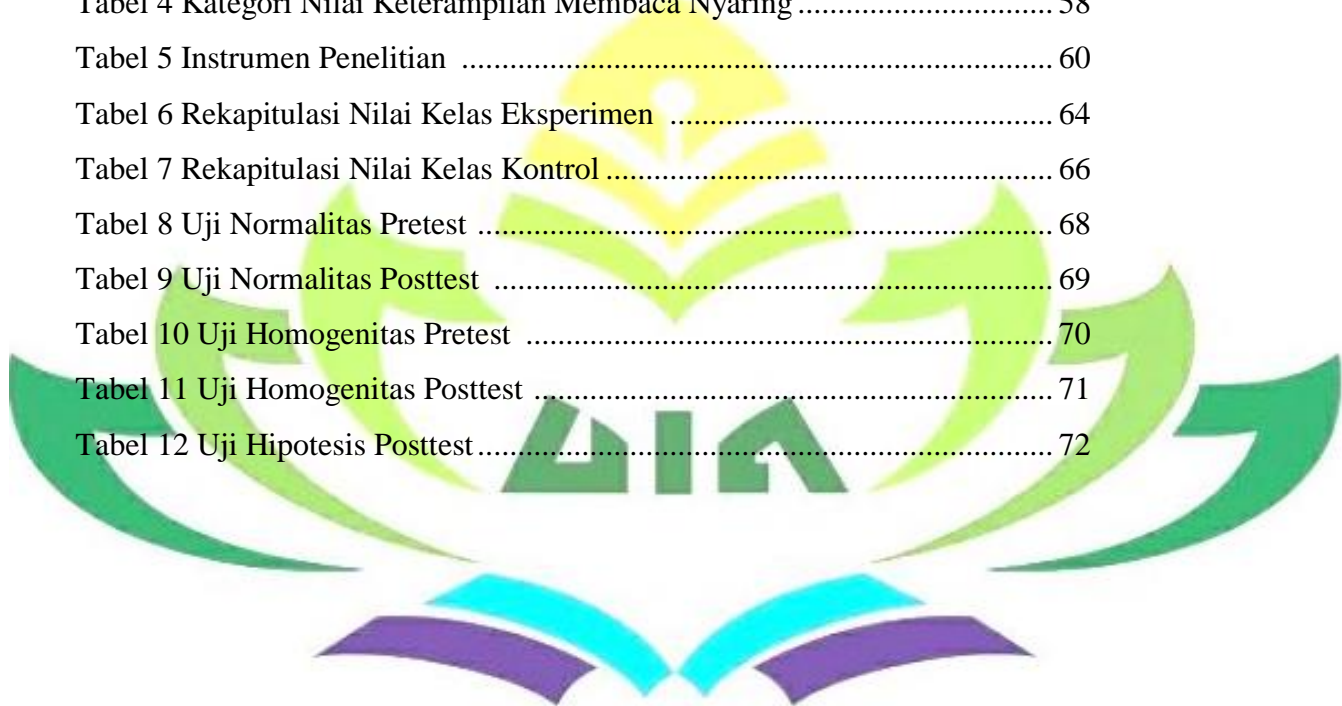 Tabel 4 Kategori Nilai Keterampilan Membaca Nyaring ............................. 58
Tabel 5 Instrumen Penelitian ..................................................................... 60
Tabel 6 Rekapitulasi Nilai Kelas Eksperimen ............................................. 64
Tabel 7 Rekapitulasi Nilai Kelas Kontrol .................................................... 66
Tabel 8 Uji Normalitas Pretest ................................................................... 68
Tabel 9 Uji Normalitas Posttest ................................................................. 69
Tabel 10 Uji Homogenitas Pretest ............................................................. 70
Tabel 11 Uji Homogenitas Posttest ............................................................ 71
Tabel 12 Uji Hipotesis Posttest ................................................................... 72
UIN